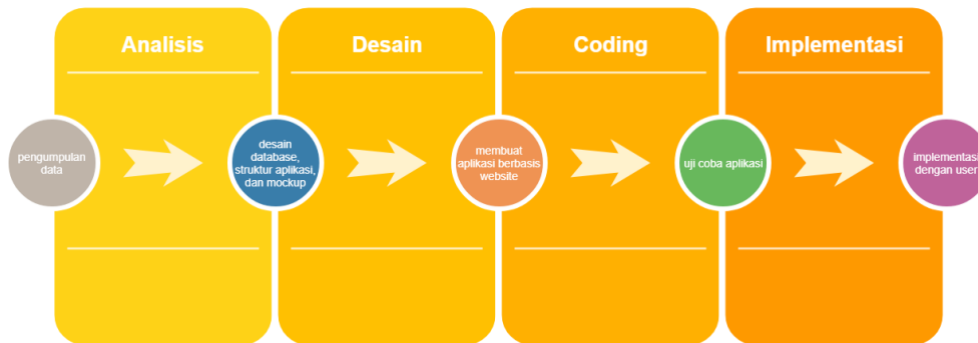 Analisis
Desain
Coding
Implementasi
pengumpulan
data
desain
database,
struktur aplikasi,
dan mockup
membuat
aplikasi berbasis
website
uji coba aplikasi
implementasi
dengan user